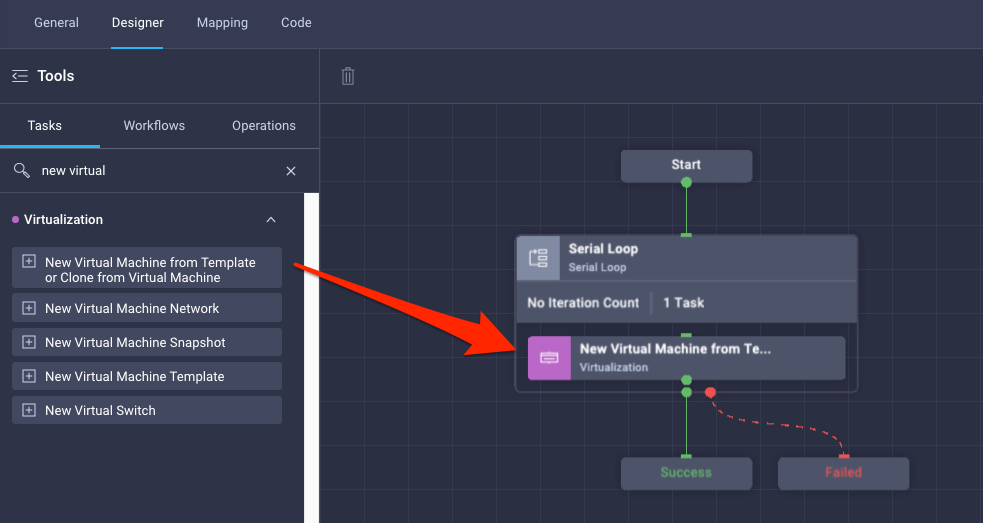 General
Designer
Mapping
Code
Tools
Tasks
Workflows
Operations
new virtual
Virtualization
New Virtual Machine from Template
or Clone from Virtual Machine
New Virtual Machine Network
New Virtual Machine Snapshot
New Virtual Machine Template
New Virtual Switch
Start
Serial Loop
Serial Loop
No Iteration Count
1 Task
New Virtual Machine from Te...
Virtualization
Success
Failed